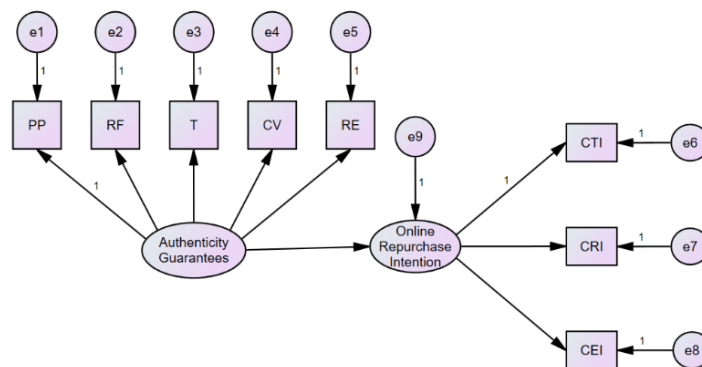 e1 e2 e3 e4 e5
1 1 1 1 1
PP RF T CV RE
e9
1
CTI 1 e6
1
1
Authenticity
Guarantees
Online
Repurchase
Intention
CRI 1 e7
CEI 1 e8